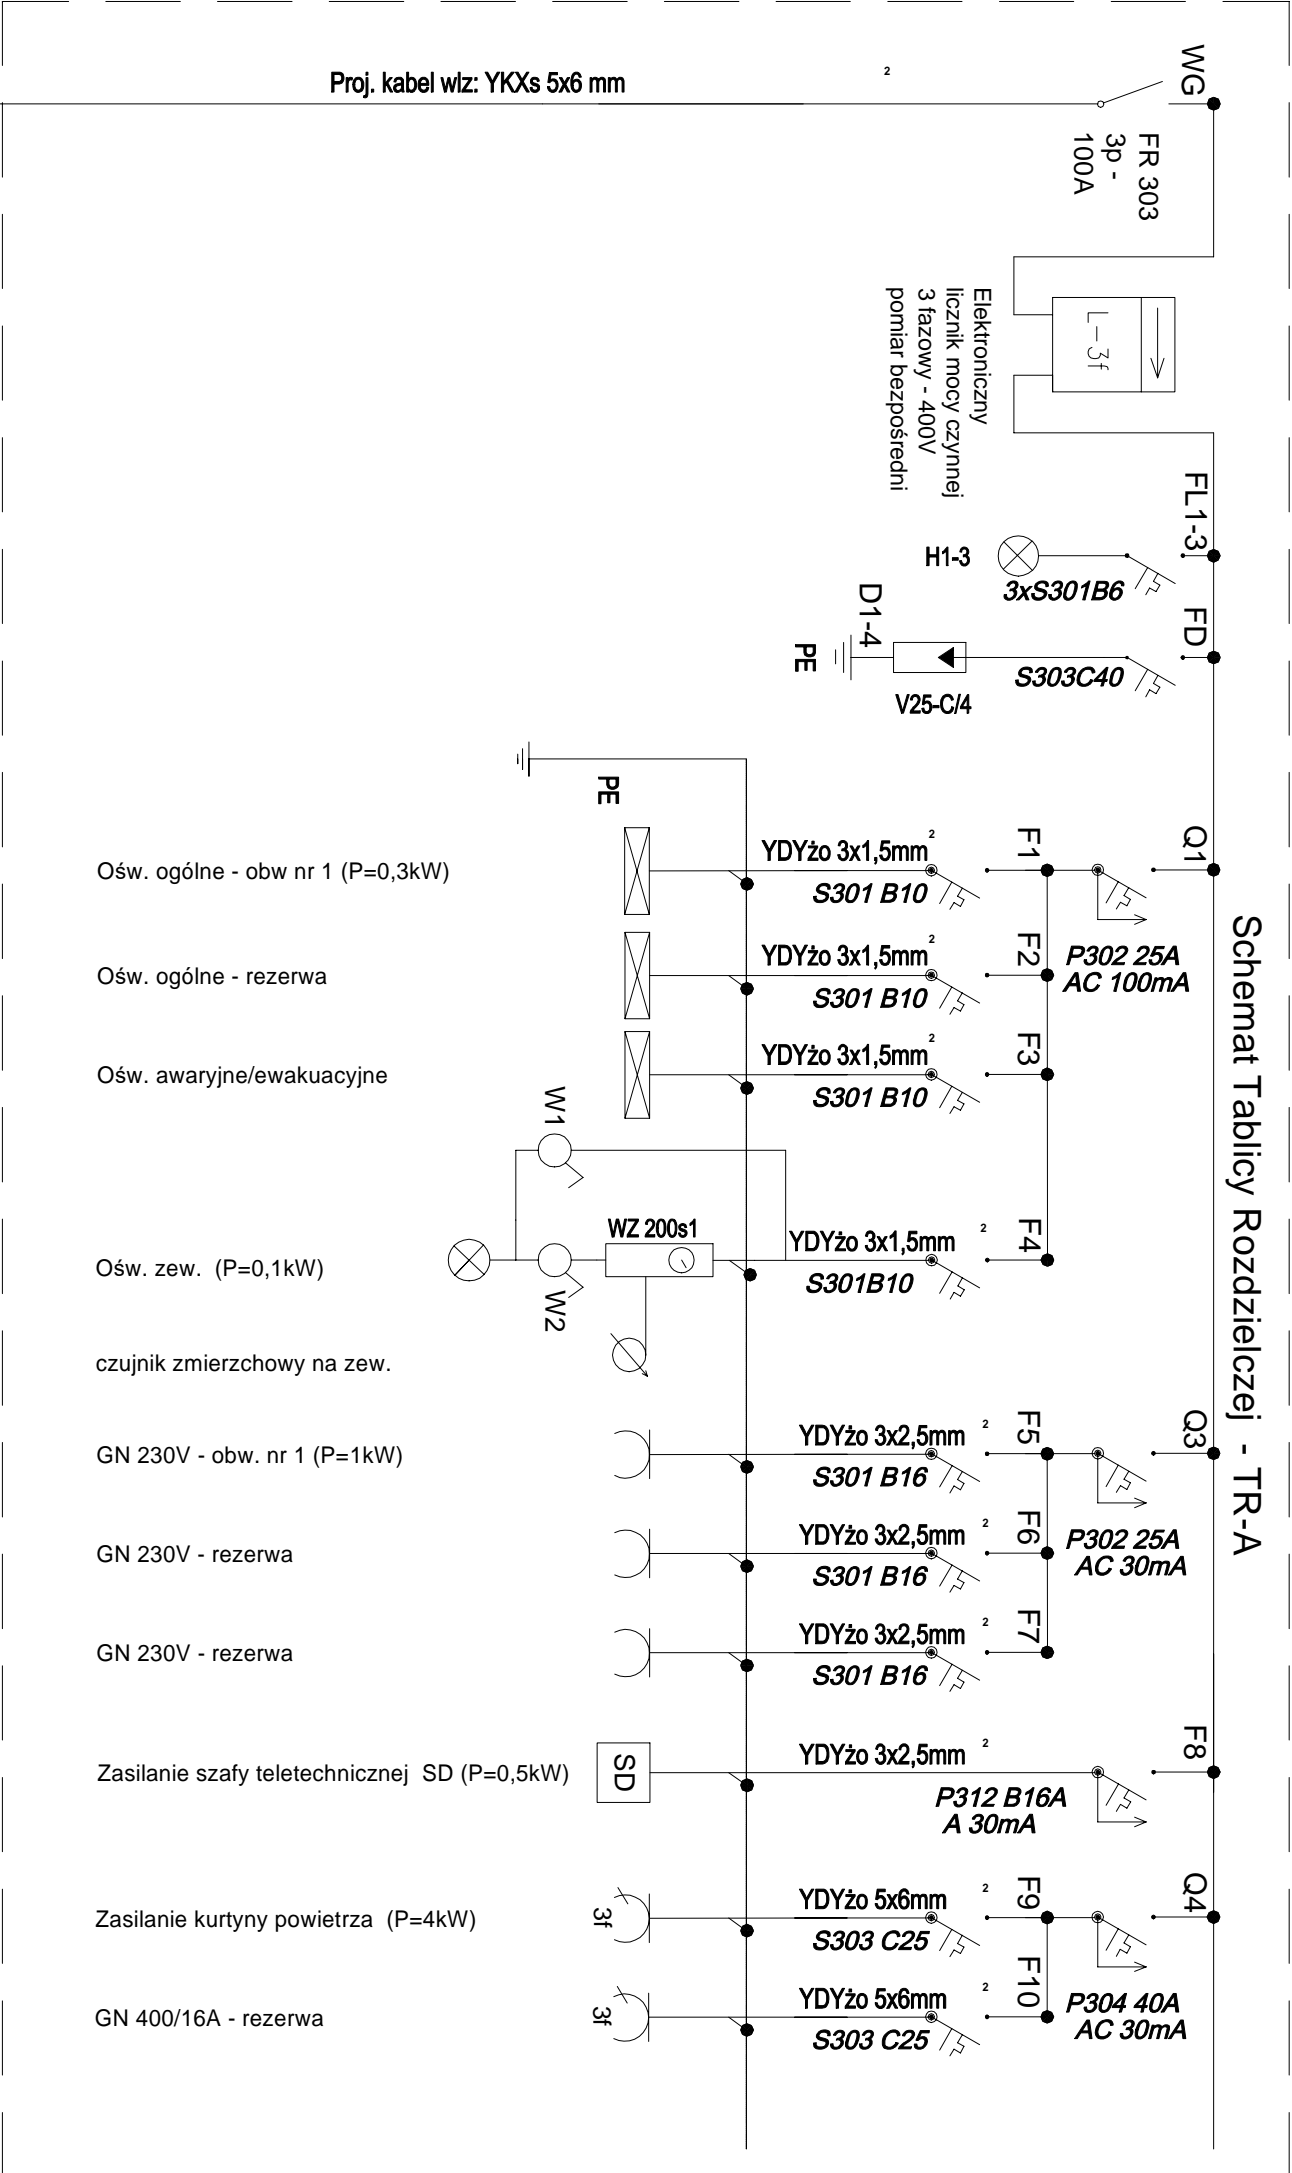 Schemat Tablicy Rozdzielczej - TR-A
Proj. kabel wlz: YKXs 5x6 mm 2
WG
FR 303
3p -
100A
L-3f
Elektroniczny
licznik mocy czynnej
3 fazowy - 400V
pomiar bezpośredni
FL1-3
H1-3
3xS301B6
FD
S303C40
D1-4
PE
V25-C/4
PE
Q1
P302 25A
AC 100mA
F1
YDYżo 3x1,5mm 2
S301 B10
Ośw. ogólne - obw nr 1 (P=0,3kW)
F2
YDYżo 3x1,5mm 2
S301 B10
Ośw. ogólne - rezerwa
F3
YDYżo 3x1,5mm 2
S301 B10
Ośw. awaryjne/ewakuacyjne
W1
F4
WZ 200s1
YDYżo 3x1,5mm 2
S301B10
Ośw. zew. (P=0,1kW)
W2
czujnik zmierzchowy na zew.
Q3
P302 25A
AC 30mA
F5
YDYżo 3x2,5mm 2
S301 B16
GN 230V - obw. nr 1 (P=1kW)
F6
YDYżo 3x2,5mm 2
S301 B16
GN 230V - rezerwa
F7
YDYżo 3x2,5mm 2
S301 B16
GN 230V - rezerwa
F8
YDYżo 3x2,5mm 2
P312 B16A
A 30mA
SD
Zasilanie szafy teletechnicznej SD (P=0,5kW)
Q4
P304 40A
AC 30mA
F9
YDYżo 5x6mm 2
S303 C25
3f
Zasilanie kurtyny powietrza (P=4kW)
F10
YDYżo 5x6mm 2
S303 C25
3f
GN 400/16A - rezerwa